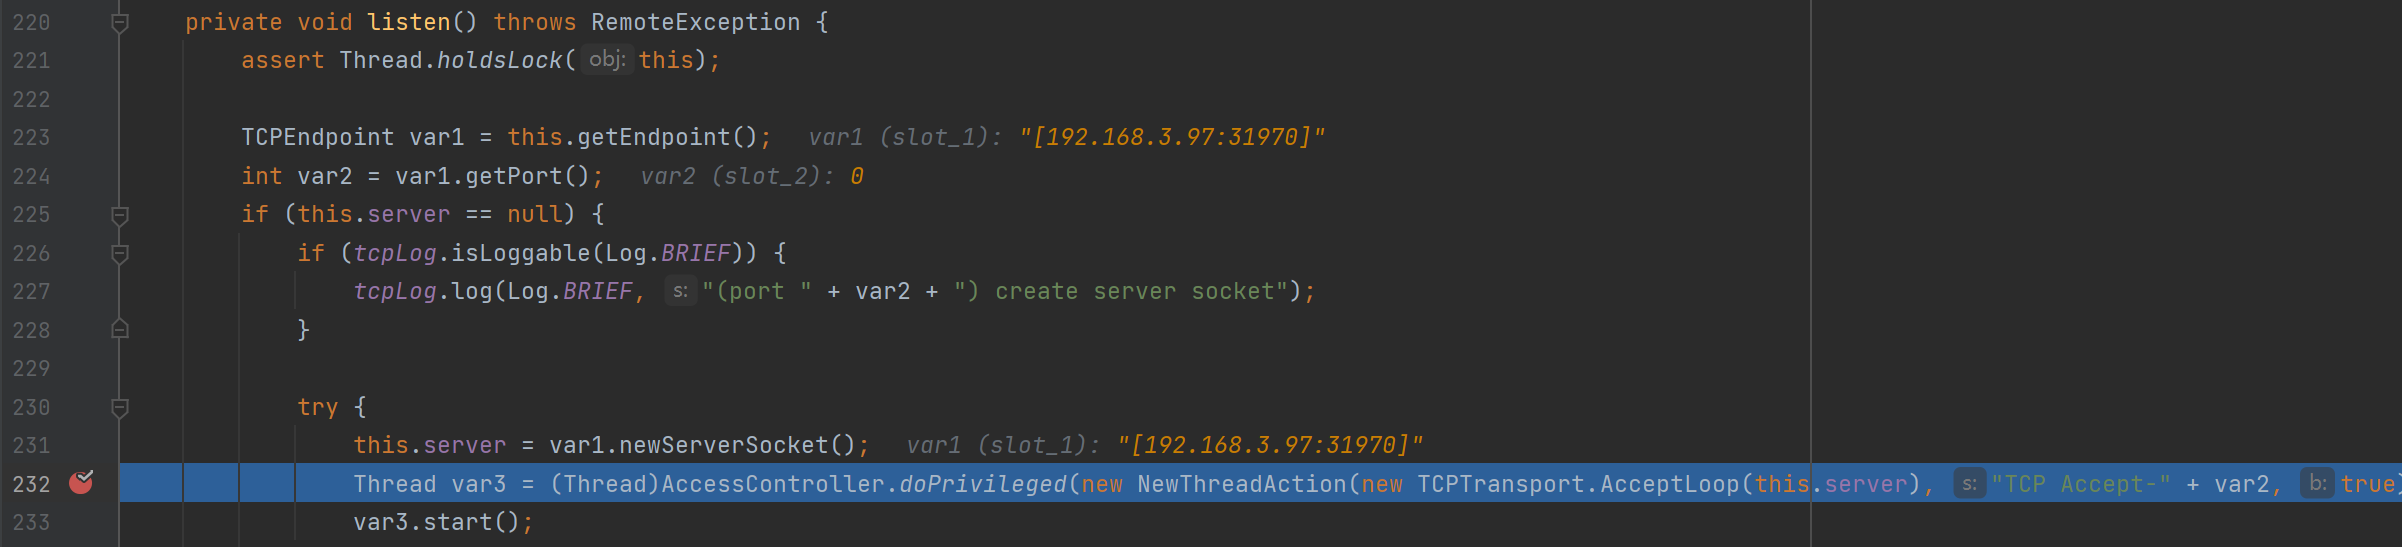 220 private void listen() throws RemoteException {
221 assert Thread.holdsLock( obj: this);
222
223 TCPEndpoint var1 = this.getEndpoint(); var1 (slot_1): "[192.168.3.97:31970]"
224 int var2 = var1.getPort(); var2 (slot_2): 0
225 if (this.server == null) {
226 if (tcpLog.isLoggable(Log.BRIEF)) {
227 tcpLog.log(Log.BRIEF, s: "(port " + var2 + ") create server socket");
228 }
229
230 try {
231 this.server = var1.newServerSocket(); var1 (slot_1): "[192.168.3.97:31970]"
232 Thread var3 = (Thread)AccessController.doPrivileged(new NewThreadAction(new TCPTransport.AcceptLoop(this.server), s: "TCP Accept-" + var2, b: true)
233 var3.start();